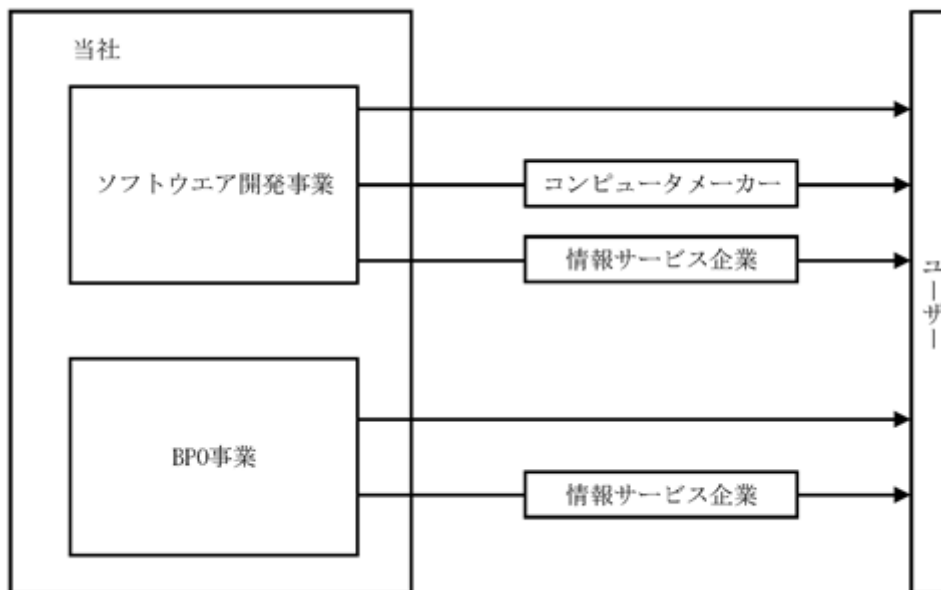 当社
ソフトウエア開発事業
コンピュータメーカー
情報サービス企業
ユーザー
BPO事業
情報サービス企業